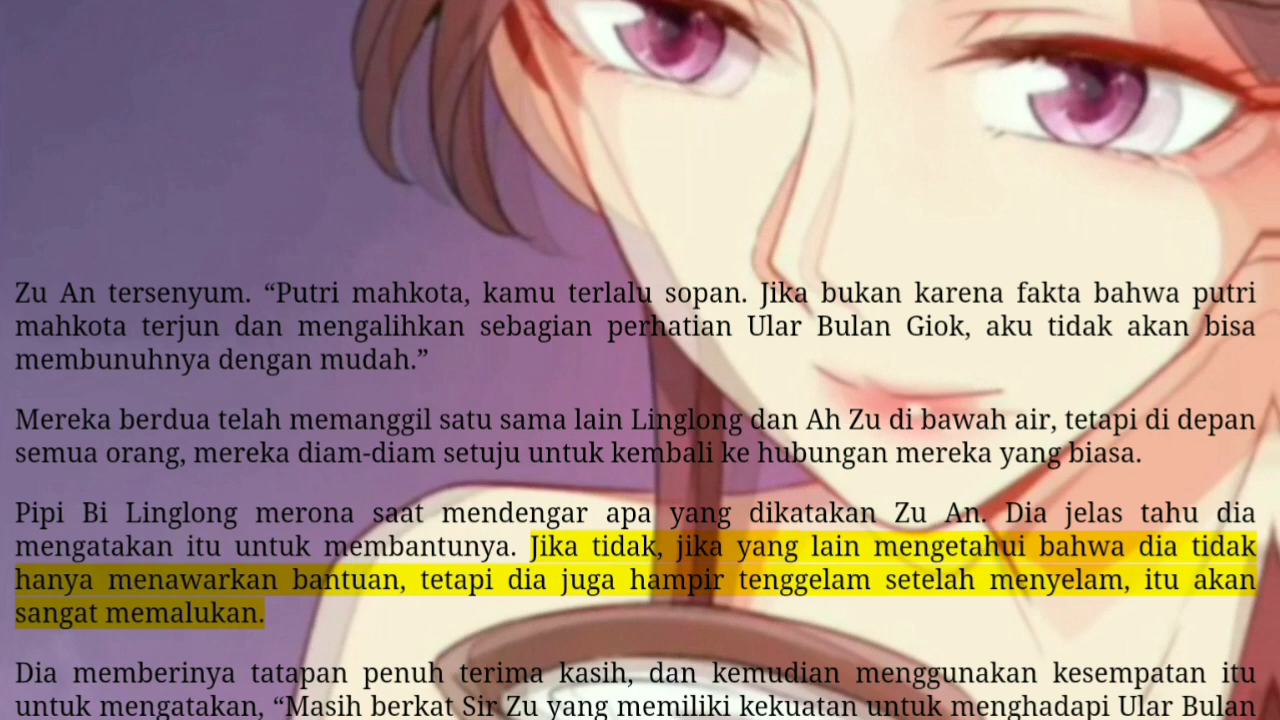 Zu An tersenyum. “Putri mahkota, kamu terlalu sopan. Jika bukan karena fakta bahwa putri
mahkota terjun dan mengalihkan sebagian perhatian Ular Bulan Giok, aku tidak akan bisa
membunuhnya dengan mudah.”
Mereka berdua telah memanggil satu sama lain Linglong dan Ah Zu di bawah air, tetapi di depan
semua orang, mereka diam-diam setuju untuk kembali ke hubungan mereka yang biasa.
Pipi Bi Linglong merona saat mendengar apa yang dikatakan Zu An. Dia jelas tahu dia
mengatakan itu untuk membantunya. Jika tidak, jika yang lain mengetahui bahwa dia tidak
hanya menawarkan bantuan, tetapi dia juga hampir tenggelam setelah menyelam, itu akan
sangat memalukan.
Dia memberinya tatapan penuh terima kasih, dan kemudian menggunakan kesempatan itu
untuk mengatakan, “Masih berkat Sir Zu yang memiliki kekuatan untuk menghadapi Ular Bulan